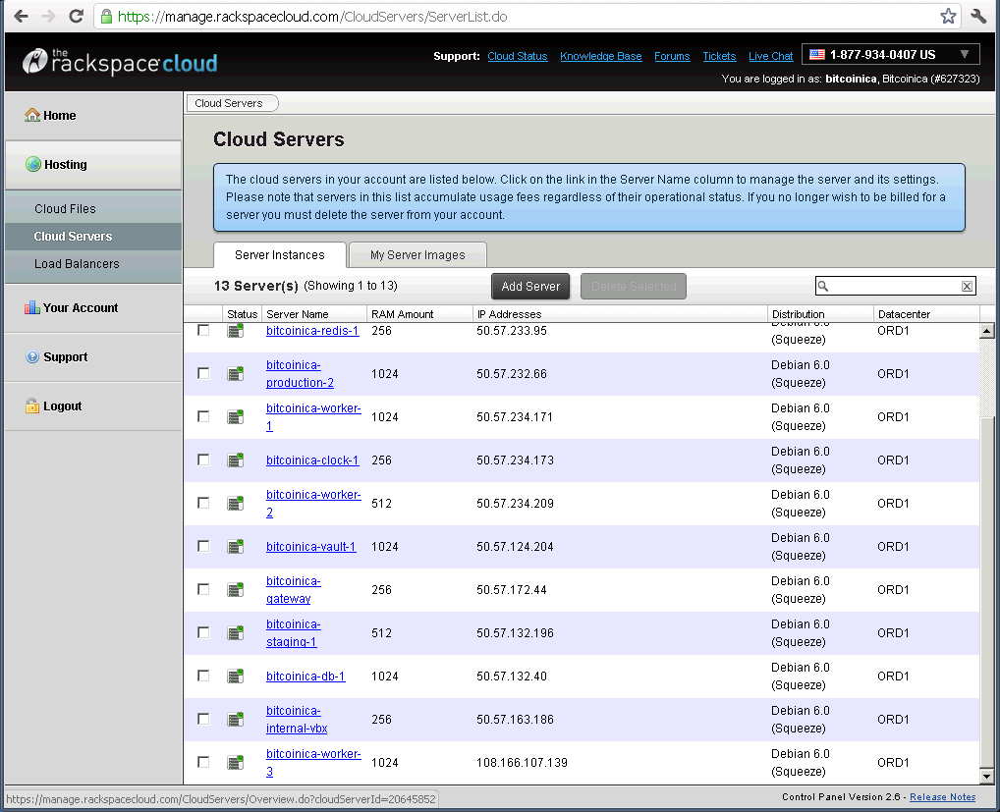 https://manage.rackspacecloud.com/CloudServers/ServerList.do
the
rackspace cloud
Support: Cloud Status Knowledge Base Forums Tickets Live Chat 1-877-934-0407 US
You are logged in as: bitcoinica, Bitcoinica (#627323)
Home
Hosting
Cloud Files
Cloud Servers
Load Balancers
Your Account
Support
Logout
Cloud Servers
Cloud Servers
The cloud servers in your account are listed below. Click on the link in the Server Name column to manage the server and its settings.
Please note that servers in this list accumulate usage fees regardless of their operational status. If you no longer wish to be billed for a
server you must delete the server from your account.
Server Instances My Server Images
13 Server(s) (Showing 1 to 13) Add Server Delete Selected
Status Server Name RAM Amount IP Addresses Distribution Datacenter
bitcoinica-redis-1 256 50.57.233.95 Debian 6.0 (Squeeze) ORD1
bitcoinica-
production-2 1024 50.57.232.66 Debian 6.0
(Squeeze) ORD1
bitcoinica-worker-
1 1024 50.57.234.171 Debian 6.0
(Squeeze) ORD1
bitcoinica-clock-1 256 50.57.234.173 Debian 6.0
(Squeeze) ORD1
bitcoinica-worker-
2 512 50.57.234.209 Debian 6.0
(Squeeze) ORD1
bitcoinica-vault-1 1024 50.57.124.204 Debian 6.0
(Squeeze) ORD1
bitcoinica-
gateway 256 50.57.172.44 Debian 6.0
(Squeeze) ORD1
bitcoinica-
staging-1 512 50.57.132.196 Debian 6.0
(Squeeze) ORD1
bitcoinica-db-1 1024 50.57.132.40 Debian 6.0
(Squeeze) ORD1
bitcoinica-
internal-vbx 256 50.57.163.186 Debian 6.0
(Squeeze) ORD1
bitcoinica-worker-
3 1024 108.166.107.139 Debian 6.0
(Squeeze) ORD1
https://manage.rackspacecloud.com/CloudServers/Overview.do?cloudServerId=20645852
Control Panel Version 2.6 - Release Notes